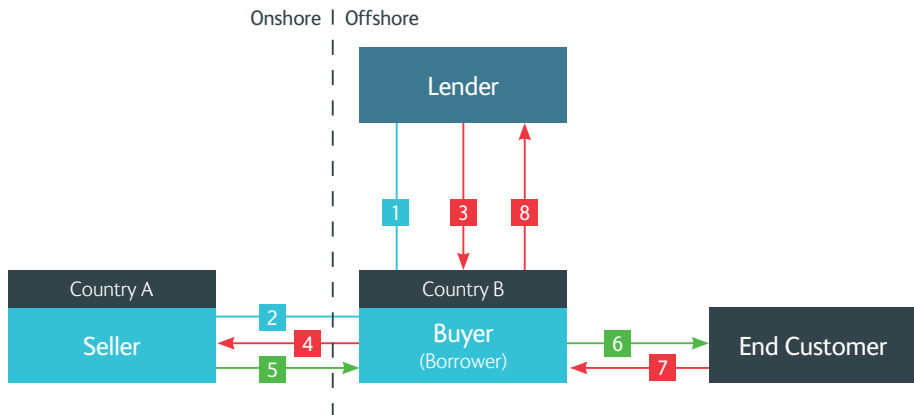 Onshore Offshore
Lender
1 3 8
Country A Country B
2
Seller 4 Buyer 6 End Customer
(Borrower)
5 7